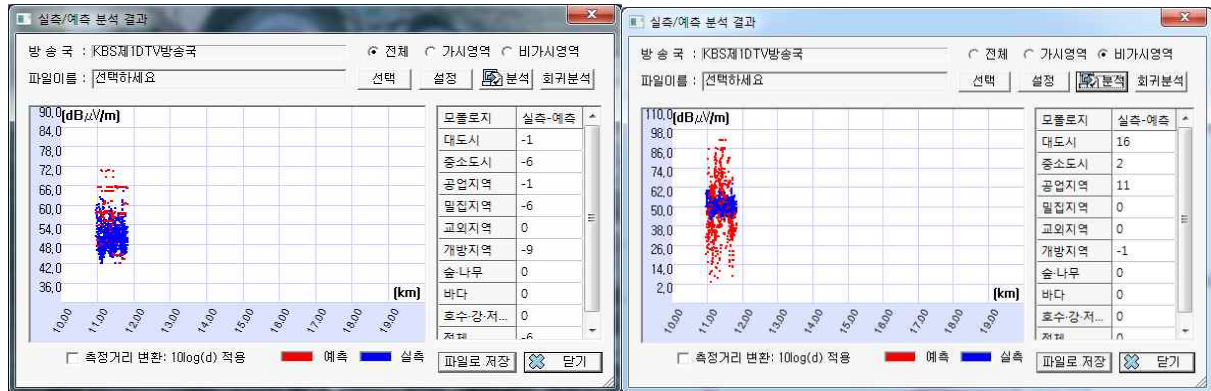 실측/예측 분석 결과
방 송 국 : KBS제1DTV방송국
전체 가시영역 비가시영역
파일이름 : 선택하세요
선택 설정 분석 회귀분석
90,0 (dBμV/m)
84,0
78,0
72,0
66,0
60,0
54,0
48,0
42,0
36,0
(km)
10,00 11,00 12,00 13,00 14,00 15,00 16,00 17,00 18,00 19,00
모폴로지 실측-예측
대도시 -1
중소도시 -6
공업지역 -1
밀집지역 -6
교외지역 0
개방지역 -9
숲·나무 0
바다 0
호수·강·저... 0
전체 -6
측정거리 변환: 10log(d) 적용
예측 실측
파일로 저장 닫기
실측/예측 분석 결과
방 송 국 : KBS제1DTV방송국
전체 가시영역 비가시영역
파일이름 : 선택하세요
선택 설정 분석 회귀분석
110,0 (dBμV/m)
98,0
86,0
74,0
62,0
50,0
38,0
26,0
14,0
2,0
(km)
10,00 11,00 12,00 13,00 14,00 15,00 16,00 17,00 18,00 19,00
모폴로지 실측-예측
대도시 16
중소도시 2
공업지역 11
밀집지역 0
교외지역 0
개방지역 -1
숲·나무 0
바다 0
호수·강·저... 0
전체 0
측정거리 변환: 10log(d) 적용
예측 실측
파일로 저장 닫기